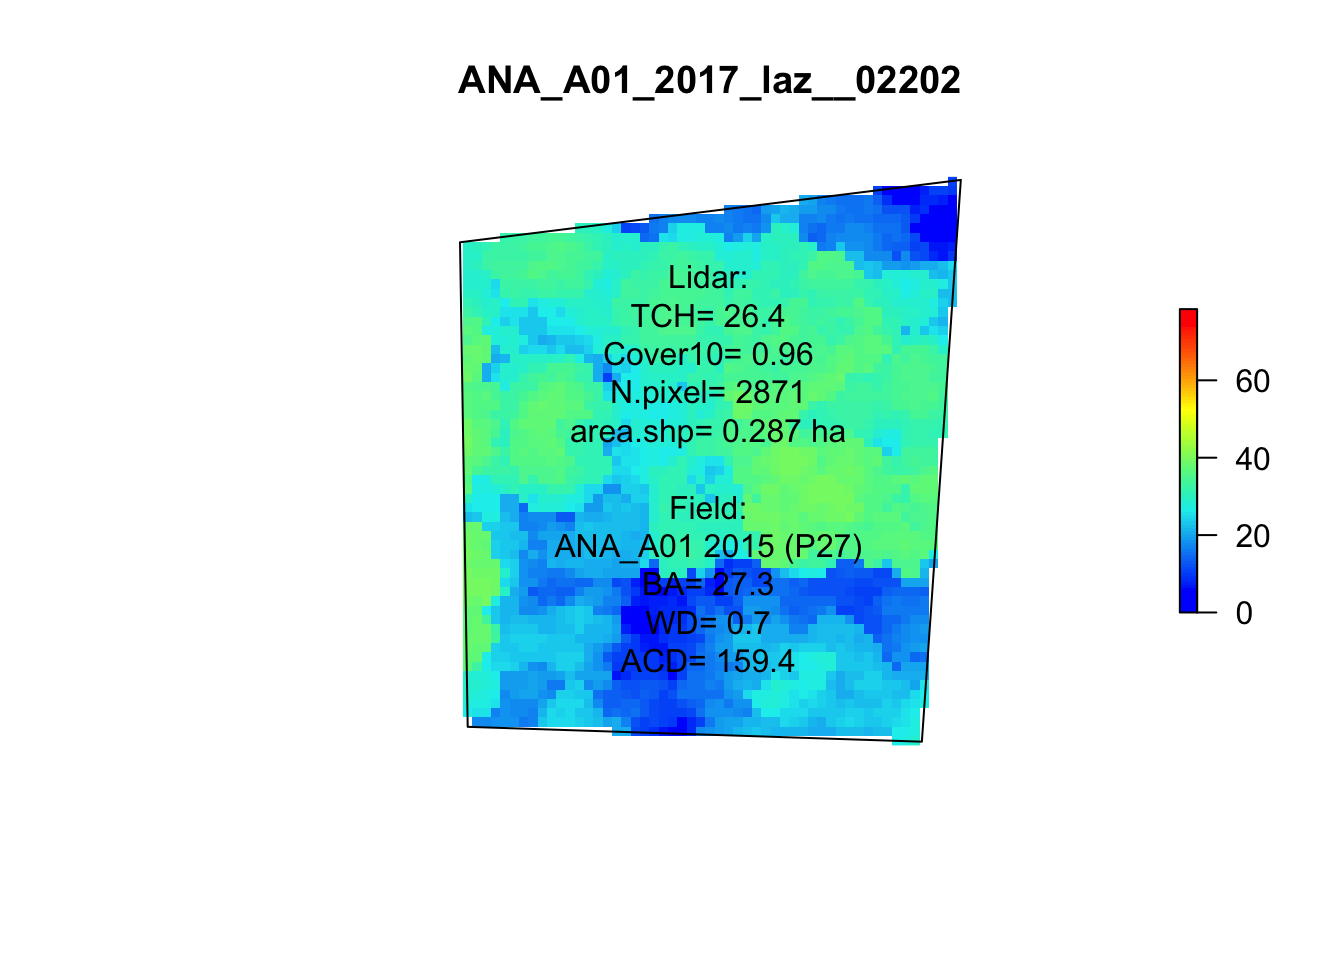 ANA_A01_2017_laz__02202
Lidar:
TCH= 26.4
Cover10= 0.96
N.pixel= 2871
area.shp= 0.287 ha
Field:
ANA_A01 2015 (P27)
BA= 27.3
WD= 0.7
ACD= 159.4
60
40
20
0